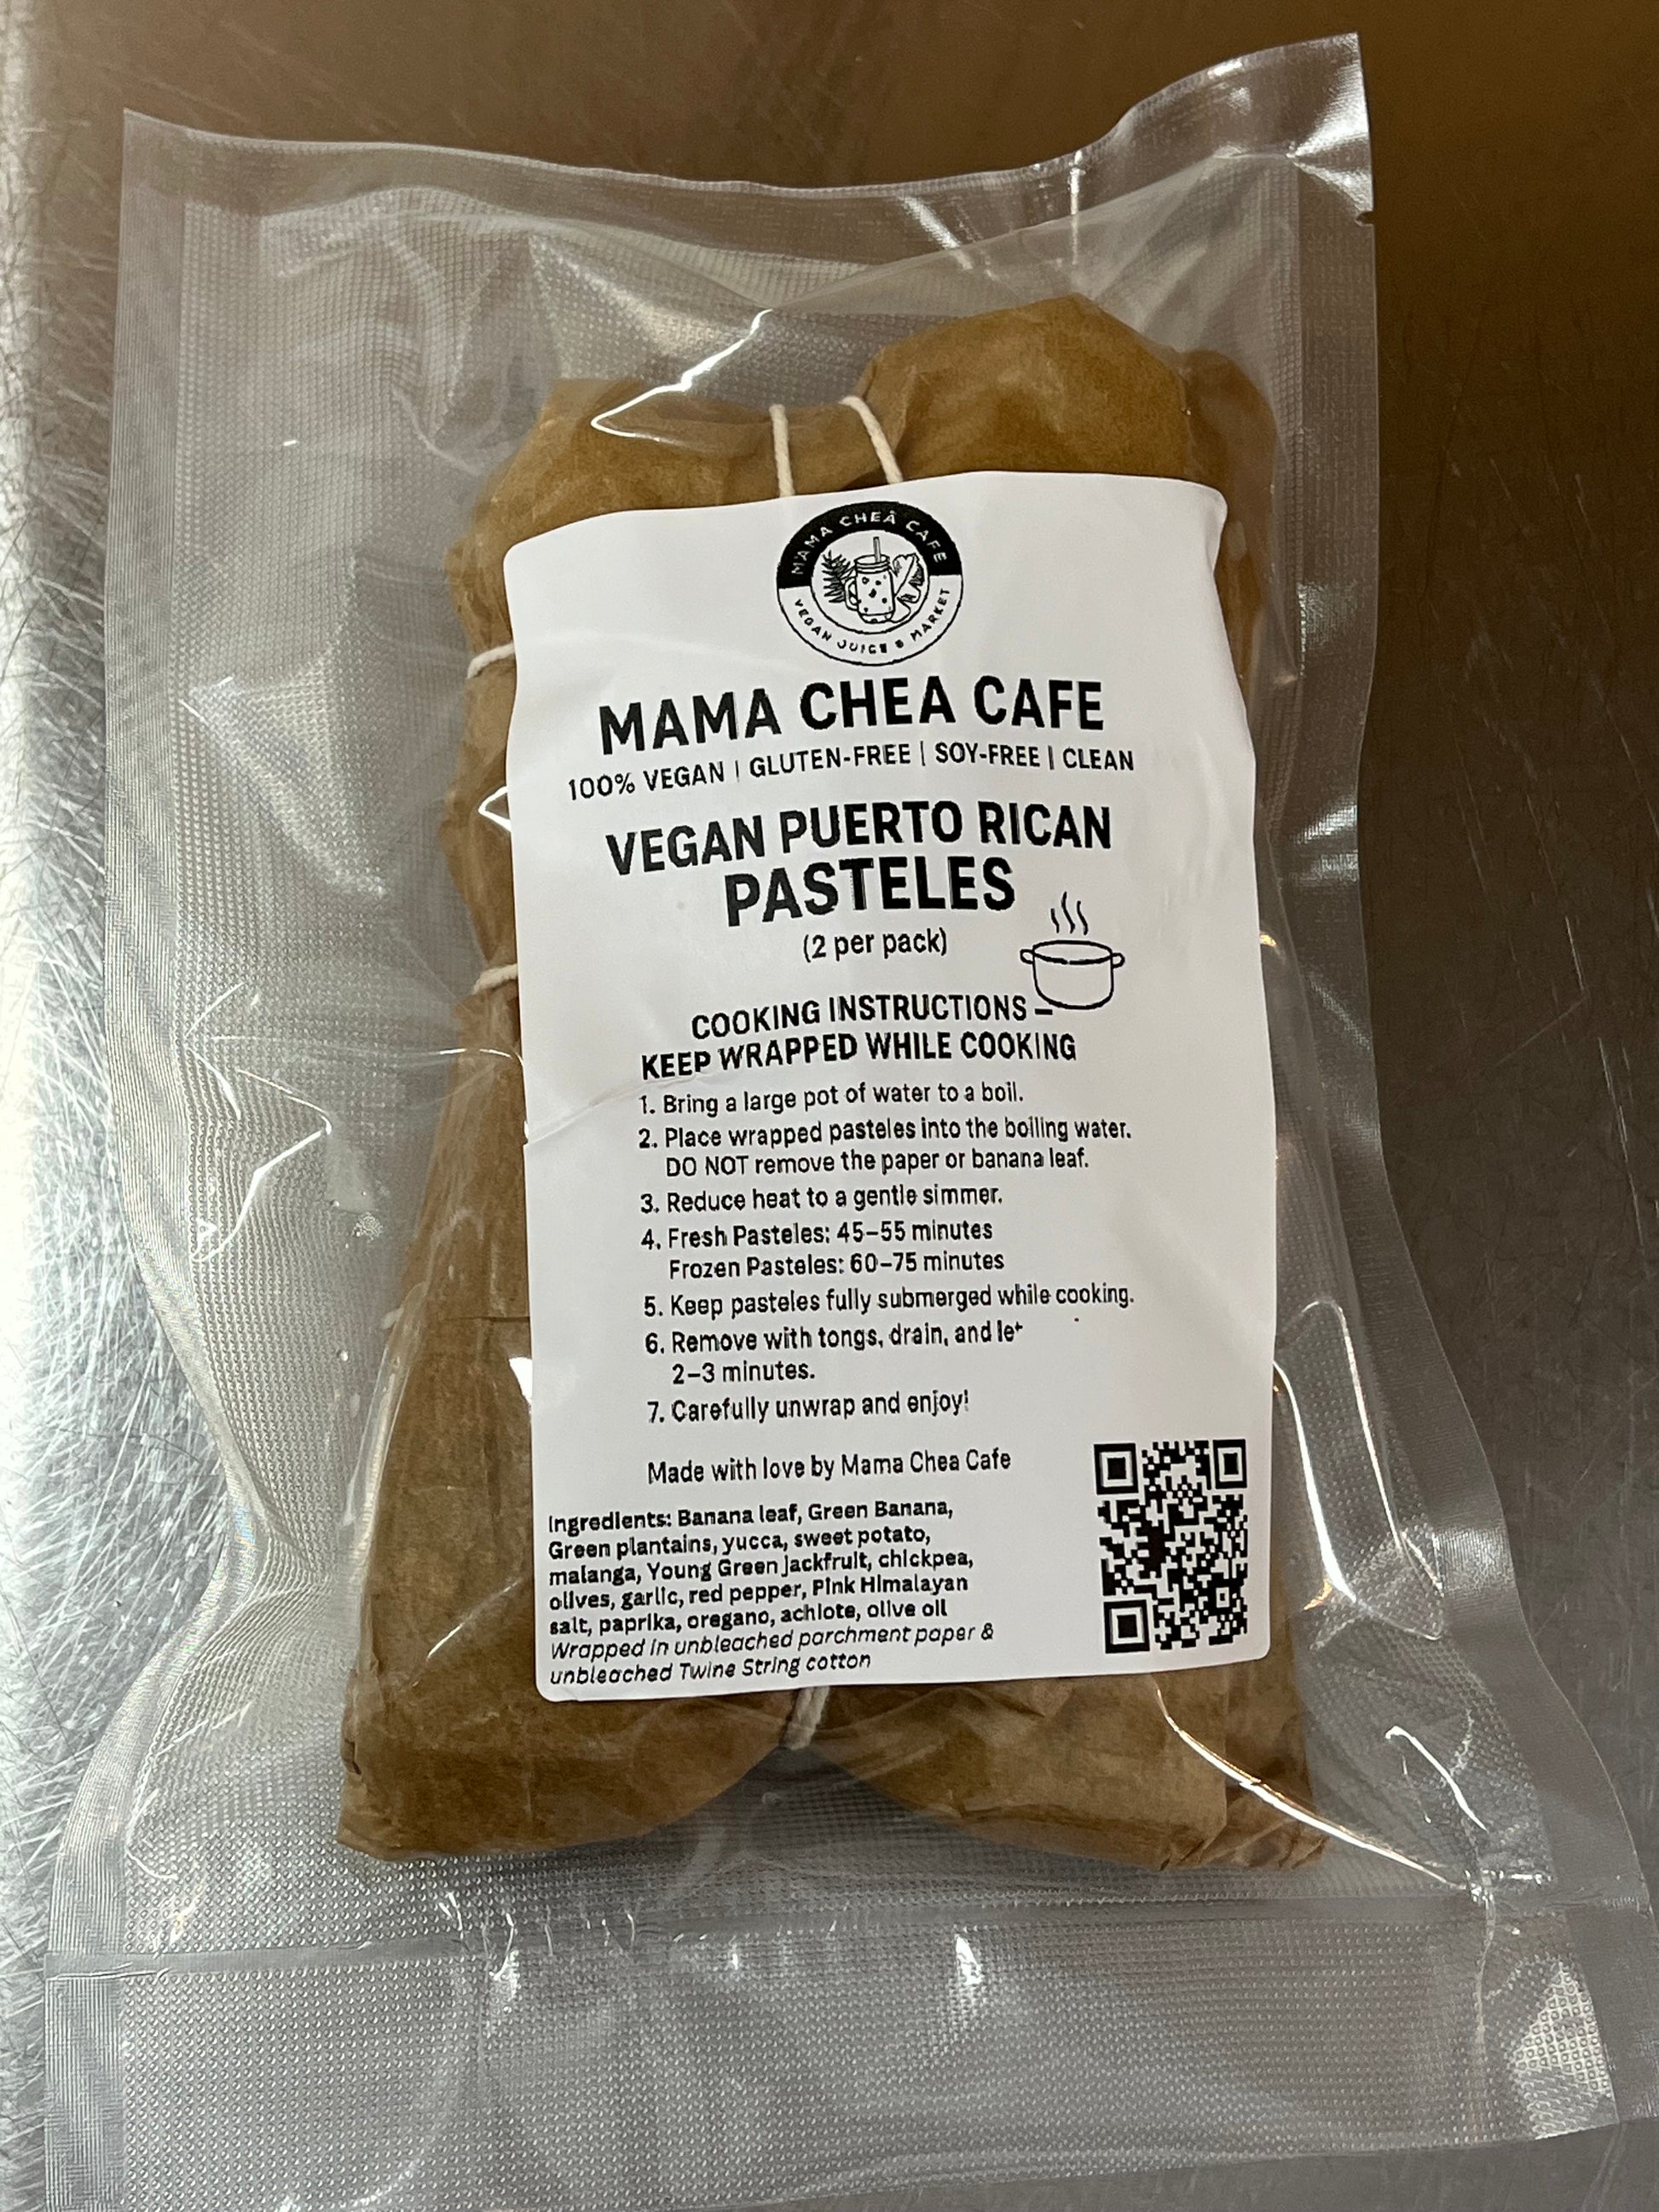 MAMA CHEA CAFE
VEGAN JUICE & MARKET
MAMA CHEA CAFE
100% VEGAN | GLUTEN-FREE | SOY-FREE | CLEAN
VEGAN PUERTO RICAN
PASTELES
(2 per pack)
COOKING INSTRUCTIONS –
KEEP WRAPPED WHILE COOKING
1. Bring a large pot of water to a boil.
2. Place wrapped pasteles into the boiling water.
DO NOT remove the paper or banana leaf.
3. Reduce heat to a gentle simmer.
4. Fresh Pasteles: 45–55 minutes
Frozen Pasteles: 60–75 minutes
5. Keep pasteles fully submerged while cooking.
6. Remove with tongs, drain, and let
2–3 minutes.
7. Carefully unwrap and enjoy!
Made with love by Mama Chea Cafe
Ingredients: Banana leaf, Green Banana,
Green plantains, yucca, sweet potato,
malanga, Young Green Jackfruit, chickpea,
olives, garlic, red pepper, Pink Himalayan
salt, paprika, oregano, achiote, olive oil
Wrapped in unbleached parchment paper &
unbleached Twine String cotton